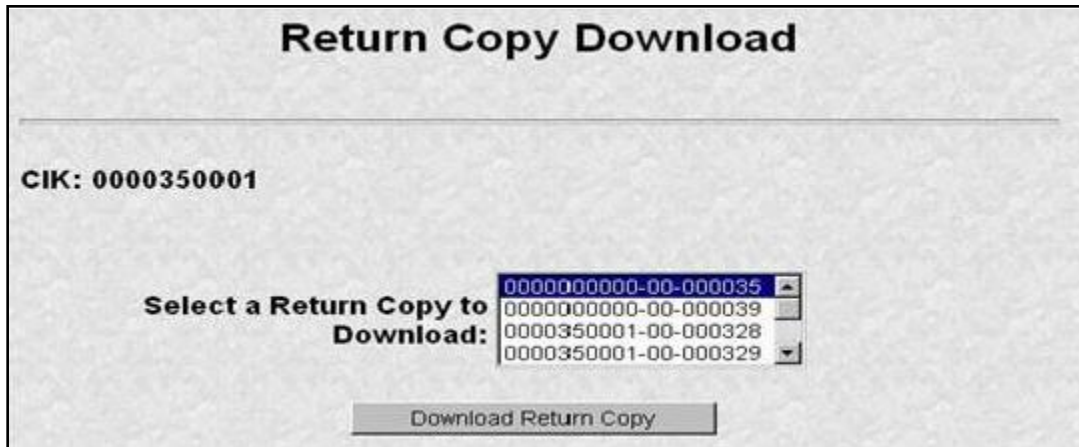 Return Copy Download
CIK: 0000350001
Select a Return Copy to
Download:
0000000000-00-000035
0000000000-00-000039
0000350001-00-000328
0000350001-00-000329
Download Return Copy